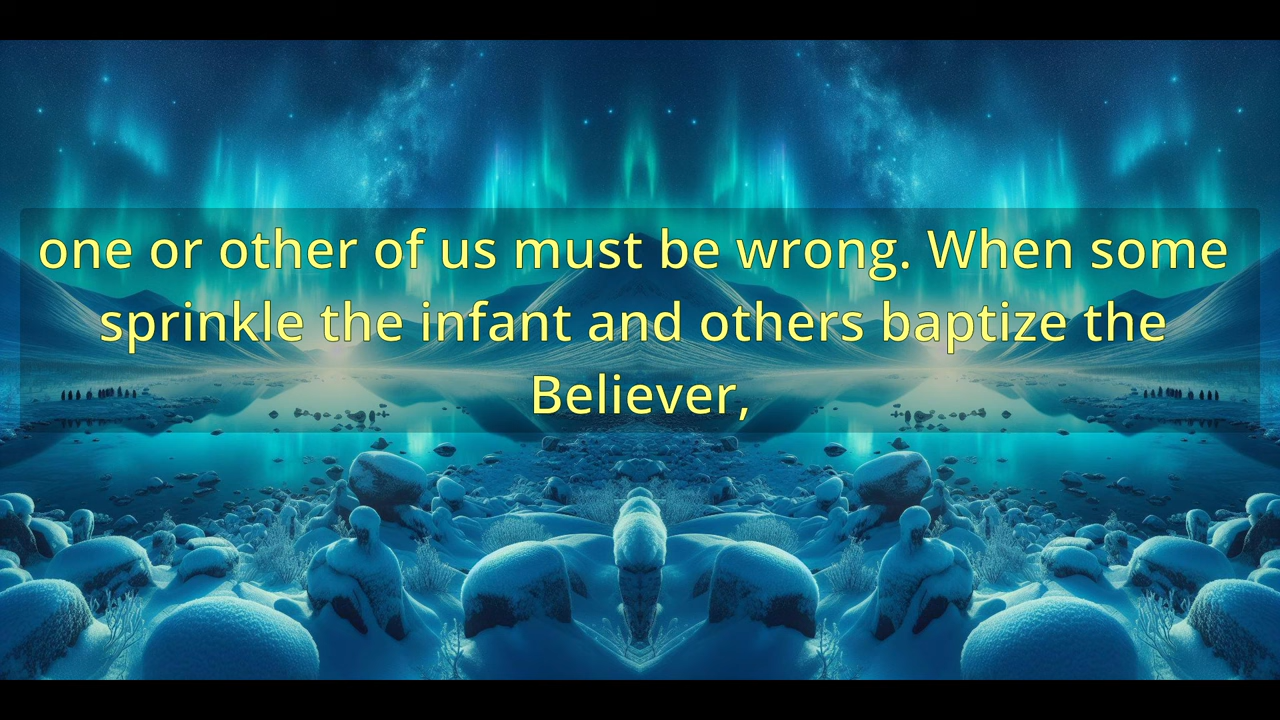 one or other of us must be wrong. When some
sprinkle the infant and others baptize the
Believer,